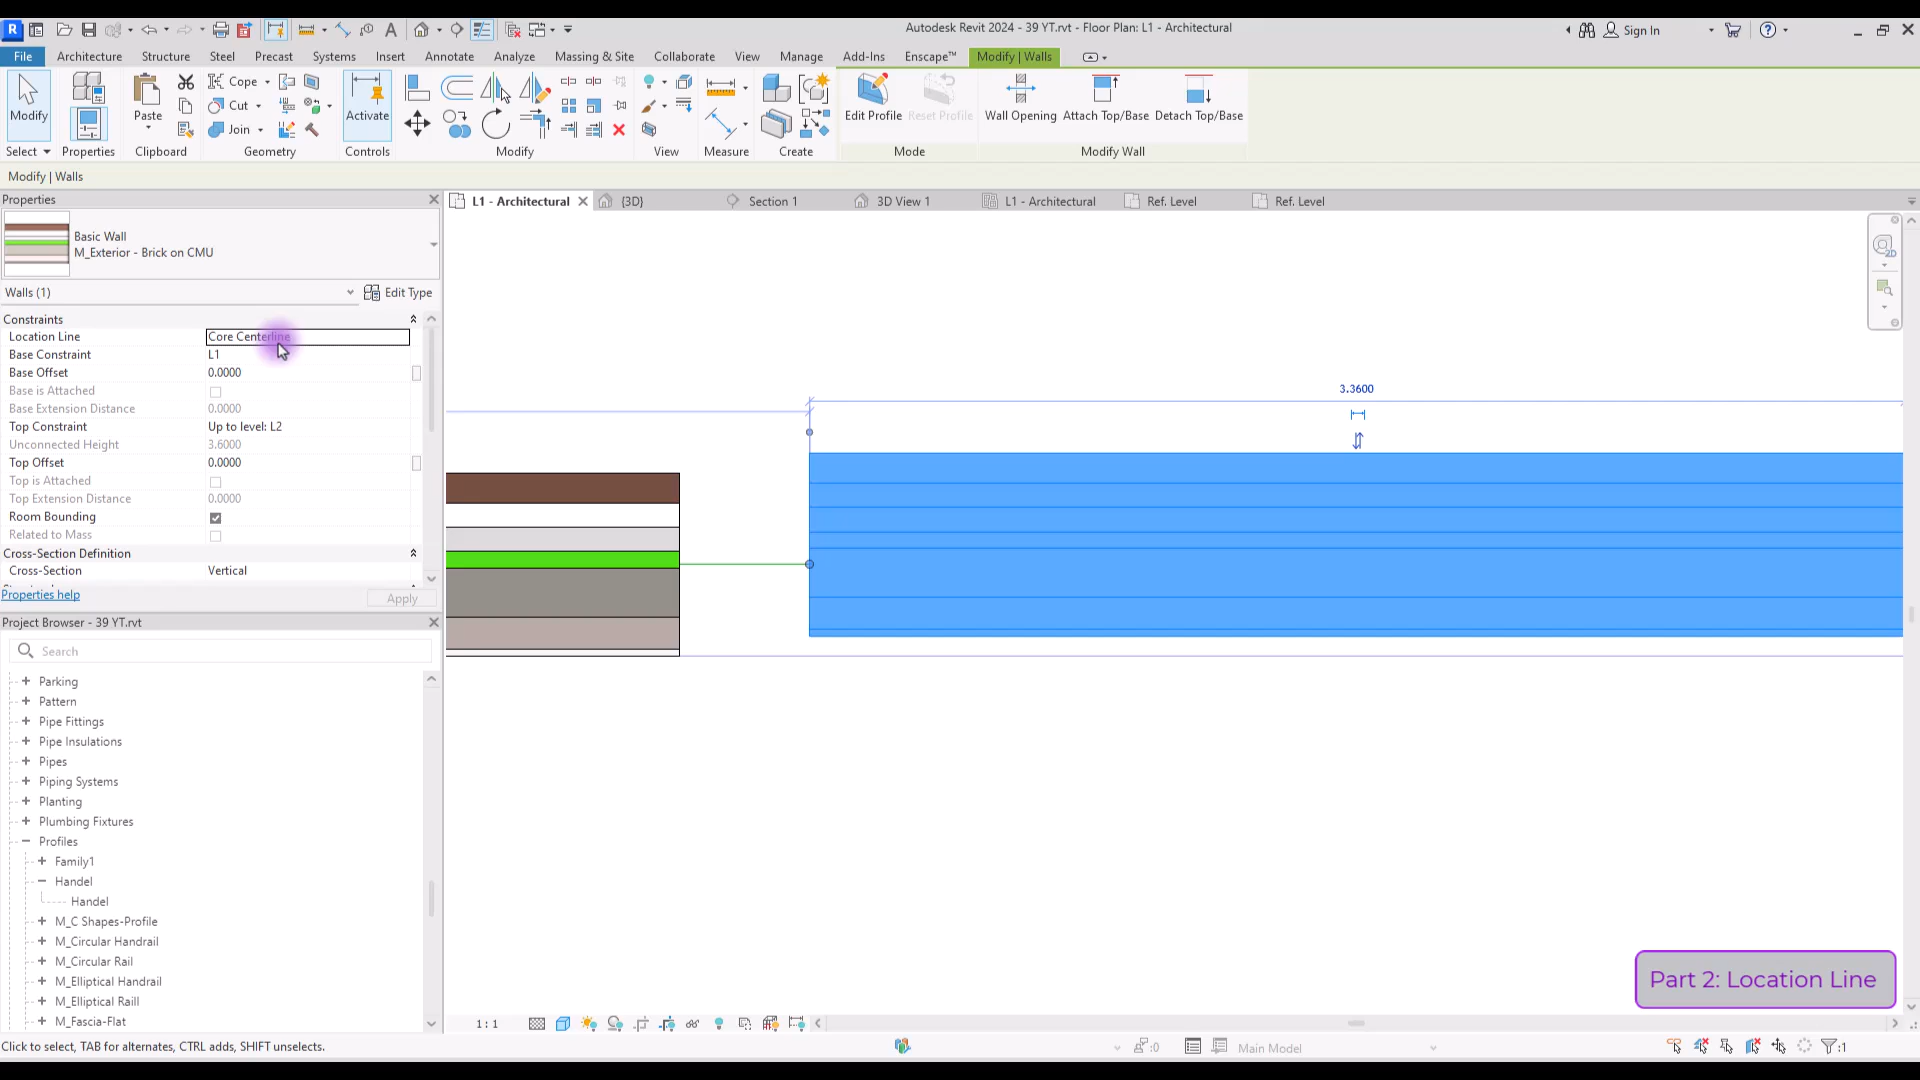 Autodesk Revit 2024 - 39 YT.rvt - Floor Plan: L1 - Architectural
Sign In
File Architecture Structure Steel Precast Systems Insert Annotate Analyze Massing & Site Collaborate View Manage Add-Ins Enscape™ Modify | Walls
Modify
Paste
Cope
Cut
Join
Activate
Edit Profile
Reset Profile
Wall Opening
Attach Top/Base
Detach Top/Base
Select Properties Clipboard Geometry Controls Modify View Measure Create Mode Modify Wall
Modify | Walls
Properties
L1 - Architectural
{3D}
Section 1
3D View 1
L1 - Architectural
Ref. Level
Ref. Level
Basic Wall
M_Exterior - Brick on CMU
Walls (1)
Edit Type
Constraints
Location Line Core Centerline
Base Constraint L1
Base Offset 0.0000
Base is Attached
Base Extension Distance 0.0000
Top Constraint Up to level: L2
Unconnected Height 3.6000
Top Offset 0.0000
Top is Attached
Top Extension Distance 0.0000
Room Bounding
Related to Mass
Cross-Section Definition
Cross-Section Vertical
Properties help
Apply
3.3600
2D
Project Browser - 39 YT.rvt
Search
Parking
Pattern
Pipe Fittings
Pipe Insulations
Pipes
Piping Systems
Planting
Plumbing Fixtures
Profiles
Family1
Handel
Handel
M_C Shapes-Profile
M_Circular Handrail
M_Circular Rail
M_Elliptical Handrail
M_Elliptical Raill
M_Fascia-Flat
Part 2: Location Line
1 : 1
Click to select, TAB for alternates, CTRL adds, SHIFT unselects.
:0
Main Model
:1